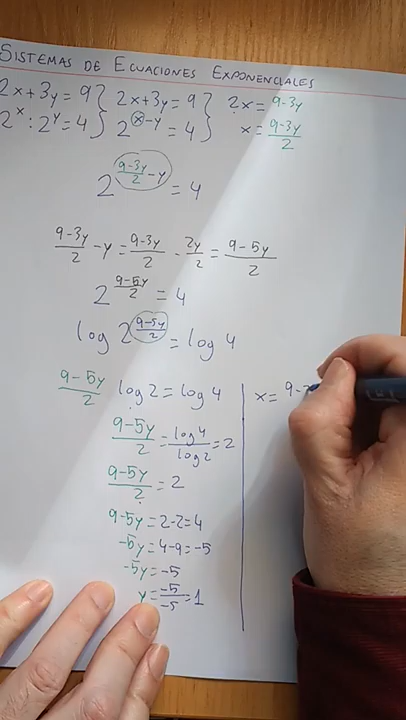 SISTEMAS DE ECUACIONES EXPONENCIALES
2x+3y=9 } 2x+3y=9 } 2x=9-3y
2^x:2^y=4 } 2^(x-y)=4 } x=(9-3y)/2
2^((9-3y)/2-y)=4
(9-3y)/2-y=(9-3y)/2-2y/2=(9-5y)/2
2^((9-5y)/2)=4
log 2^((9-5y)/2)=log 4
(9-5y)/2 log 2=log 4
(9-5y)/2=log 4/log 2=2
(9-5y)/2=2
9-5y=2·2=4
-5y=4-9=-5
-5y=-5
y=-5/-5=1
x=9-